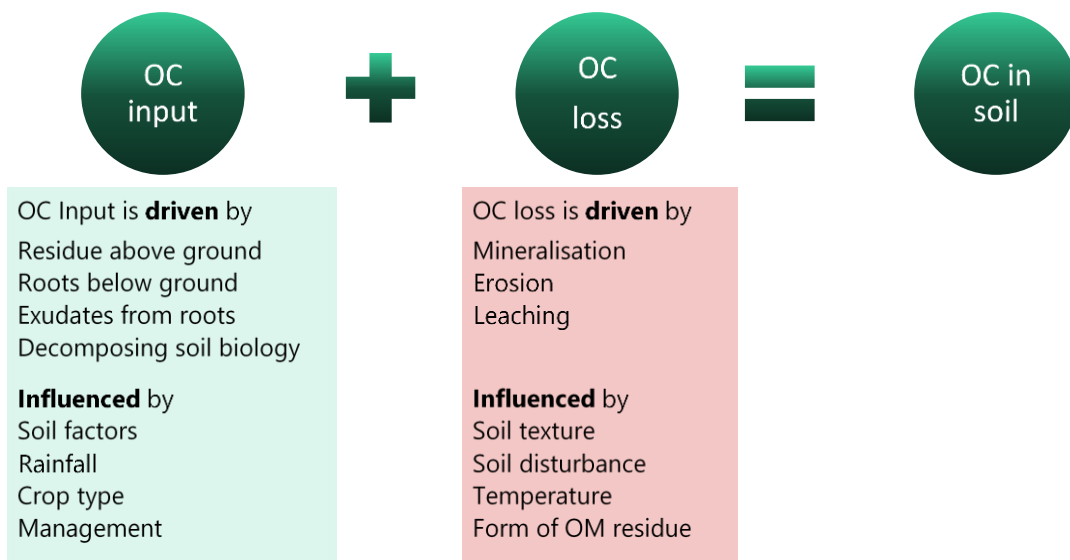 OC
input
OC
loss
OC in
soil
OC Input is driven by
Residue above ground
Roots below ground
Exudates from roots
Decomposing soil biology
Influenced by
Soil factors
Rainfall
Crop type
Management
OC loss is driven by
Mineralisation
Erosion
Leaching
Influenced by
Soil texture
Soil disturbance
Temperature
Form of OM residue